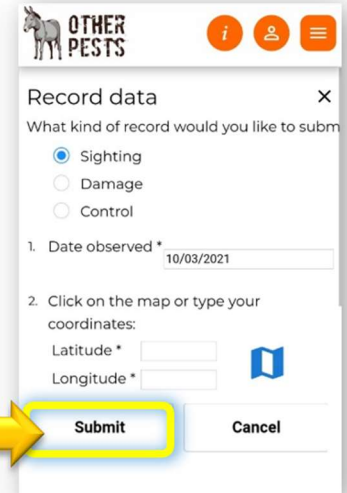 OTHER
PESTS
i
Record data ×
What kind of record would you like to subm
Sighting
Damage
Control
1. Date observed *
10/03/2021
2. Click on the map or type your
coordinates:
Latitude *
Longitude *
Submit Cancel